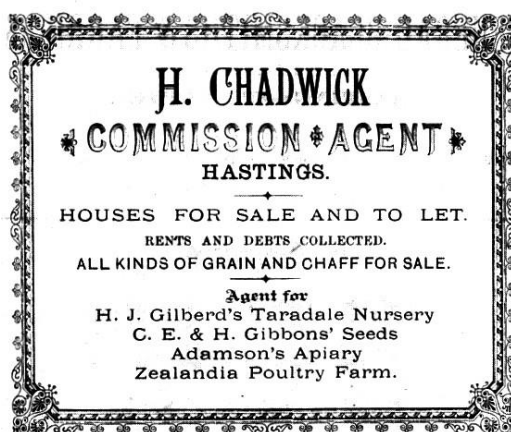 H. CHADWICK
COMMISSION AGENT
HASTINGS.
HOUSES FOR SALE AND TO LET.
RENTS AND DEBTS COLLECTED.
ALL KINDS OF GRAIN AND CHAFF FOR SALE.
Agent for
H. J. Gilberd's Taradale Nursery
C. E. & H. Gibbons' Seeds
Adamson's Apiary
Zealandia Poultry Farm.